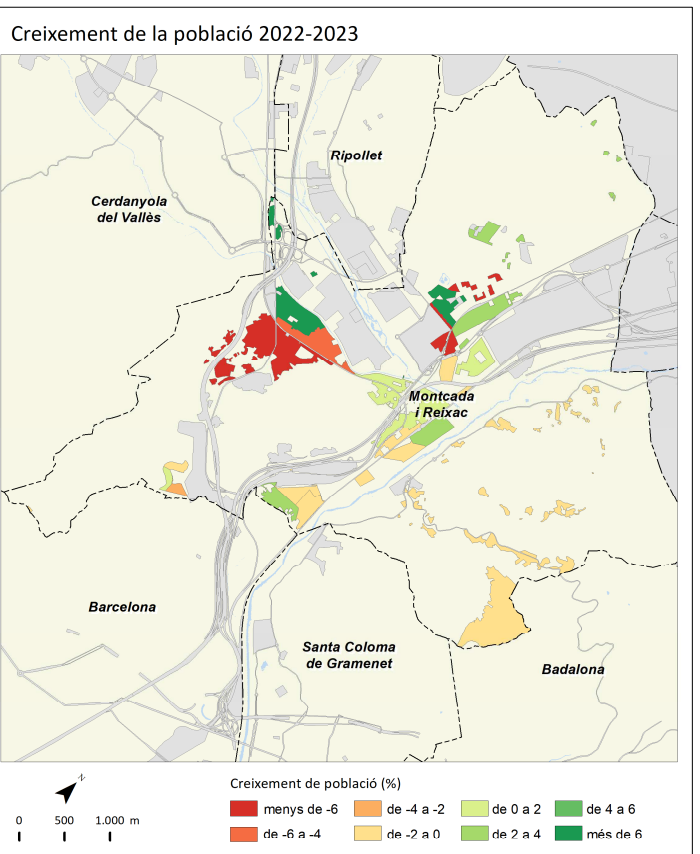 Creixement de la població 2022-2023
Ripollet
Cerdanyola
del Vallès
Montcada
i Reixac
Barcelona
Santa Coloma
de Gramenet
Badalona
N
0 500 1.000 m
Creixement de població (%)
menys de -6
de -4 a -2
de 0 a 2
de 4 a 6
de -6 a -4
de -2 a 0
de 2 a 4
més de 6